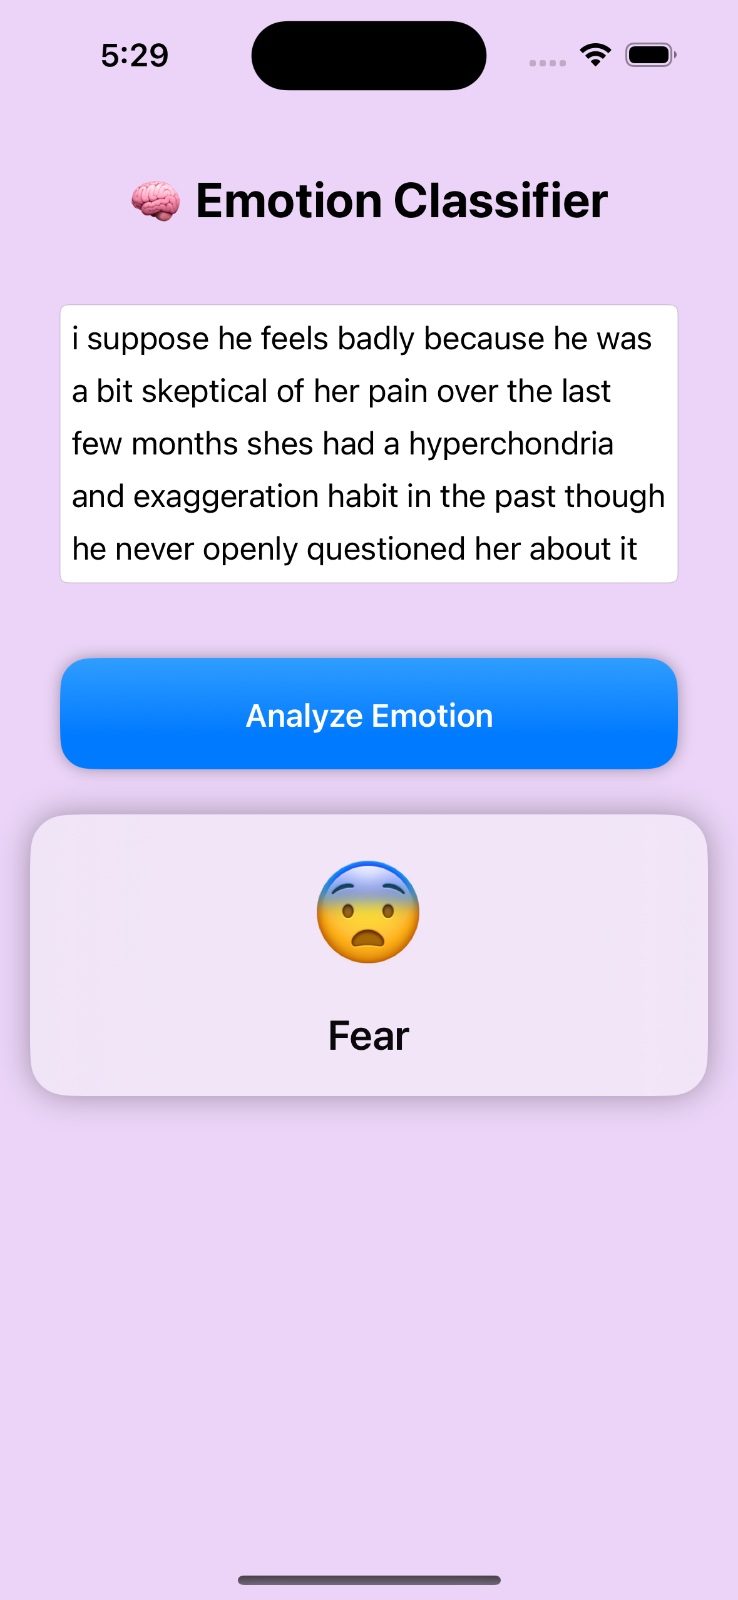 5:29
🧠 Emotion Classifier
i suppose he feels badly because he was
a bit skeptical of her pain over the last
few months shes had a hyperchondria
and exaggeration habit in the past though
he never openly questioned her about it
Analyze Emotion
Fear